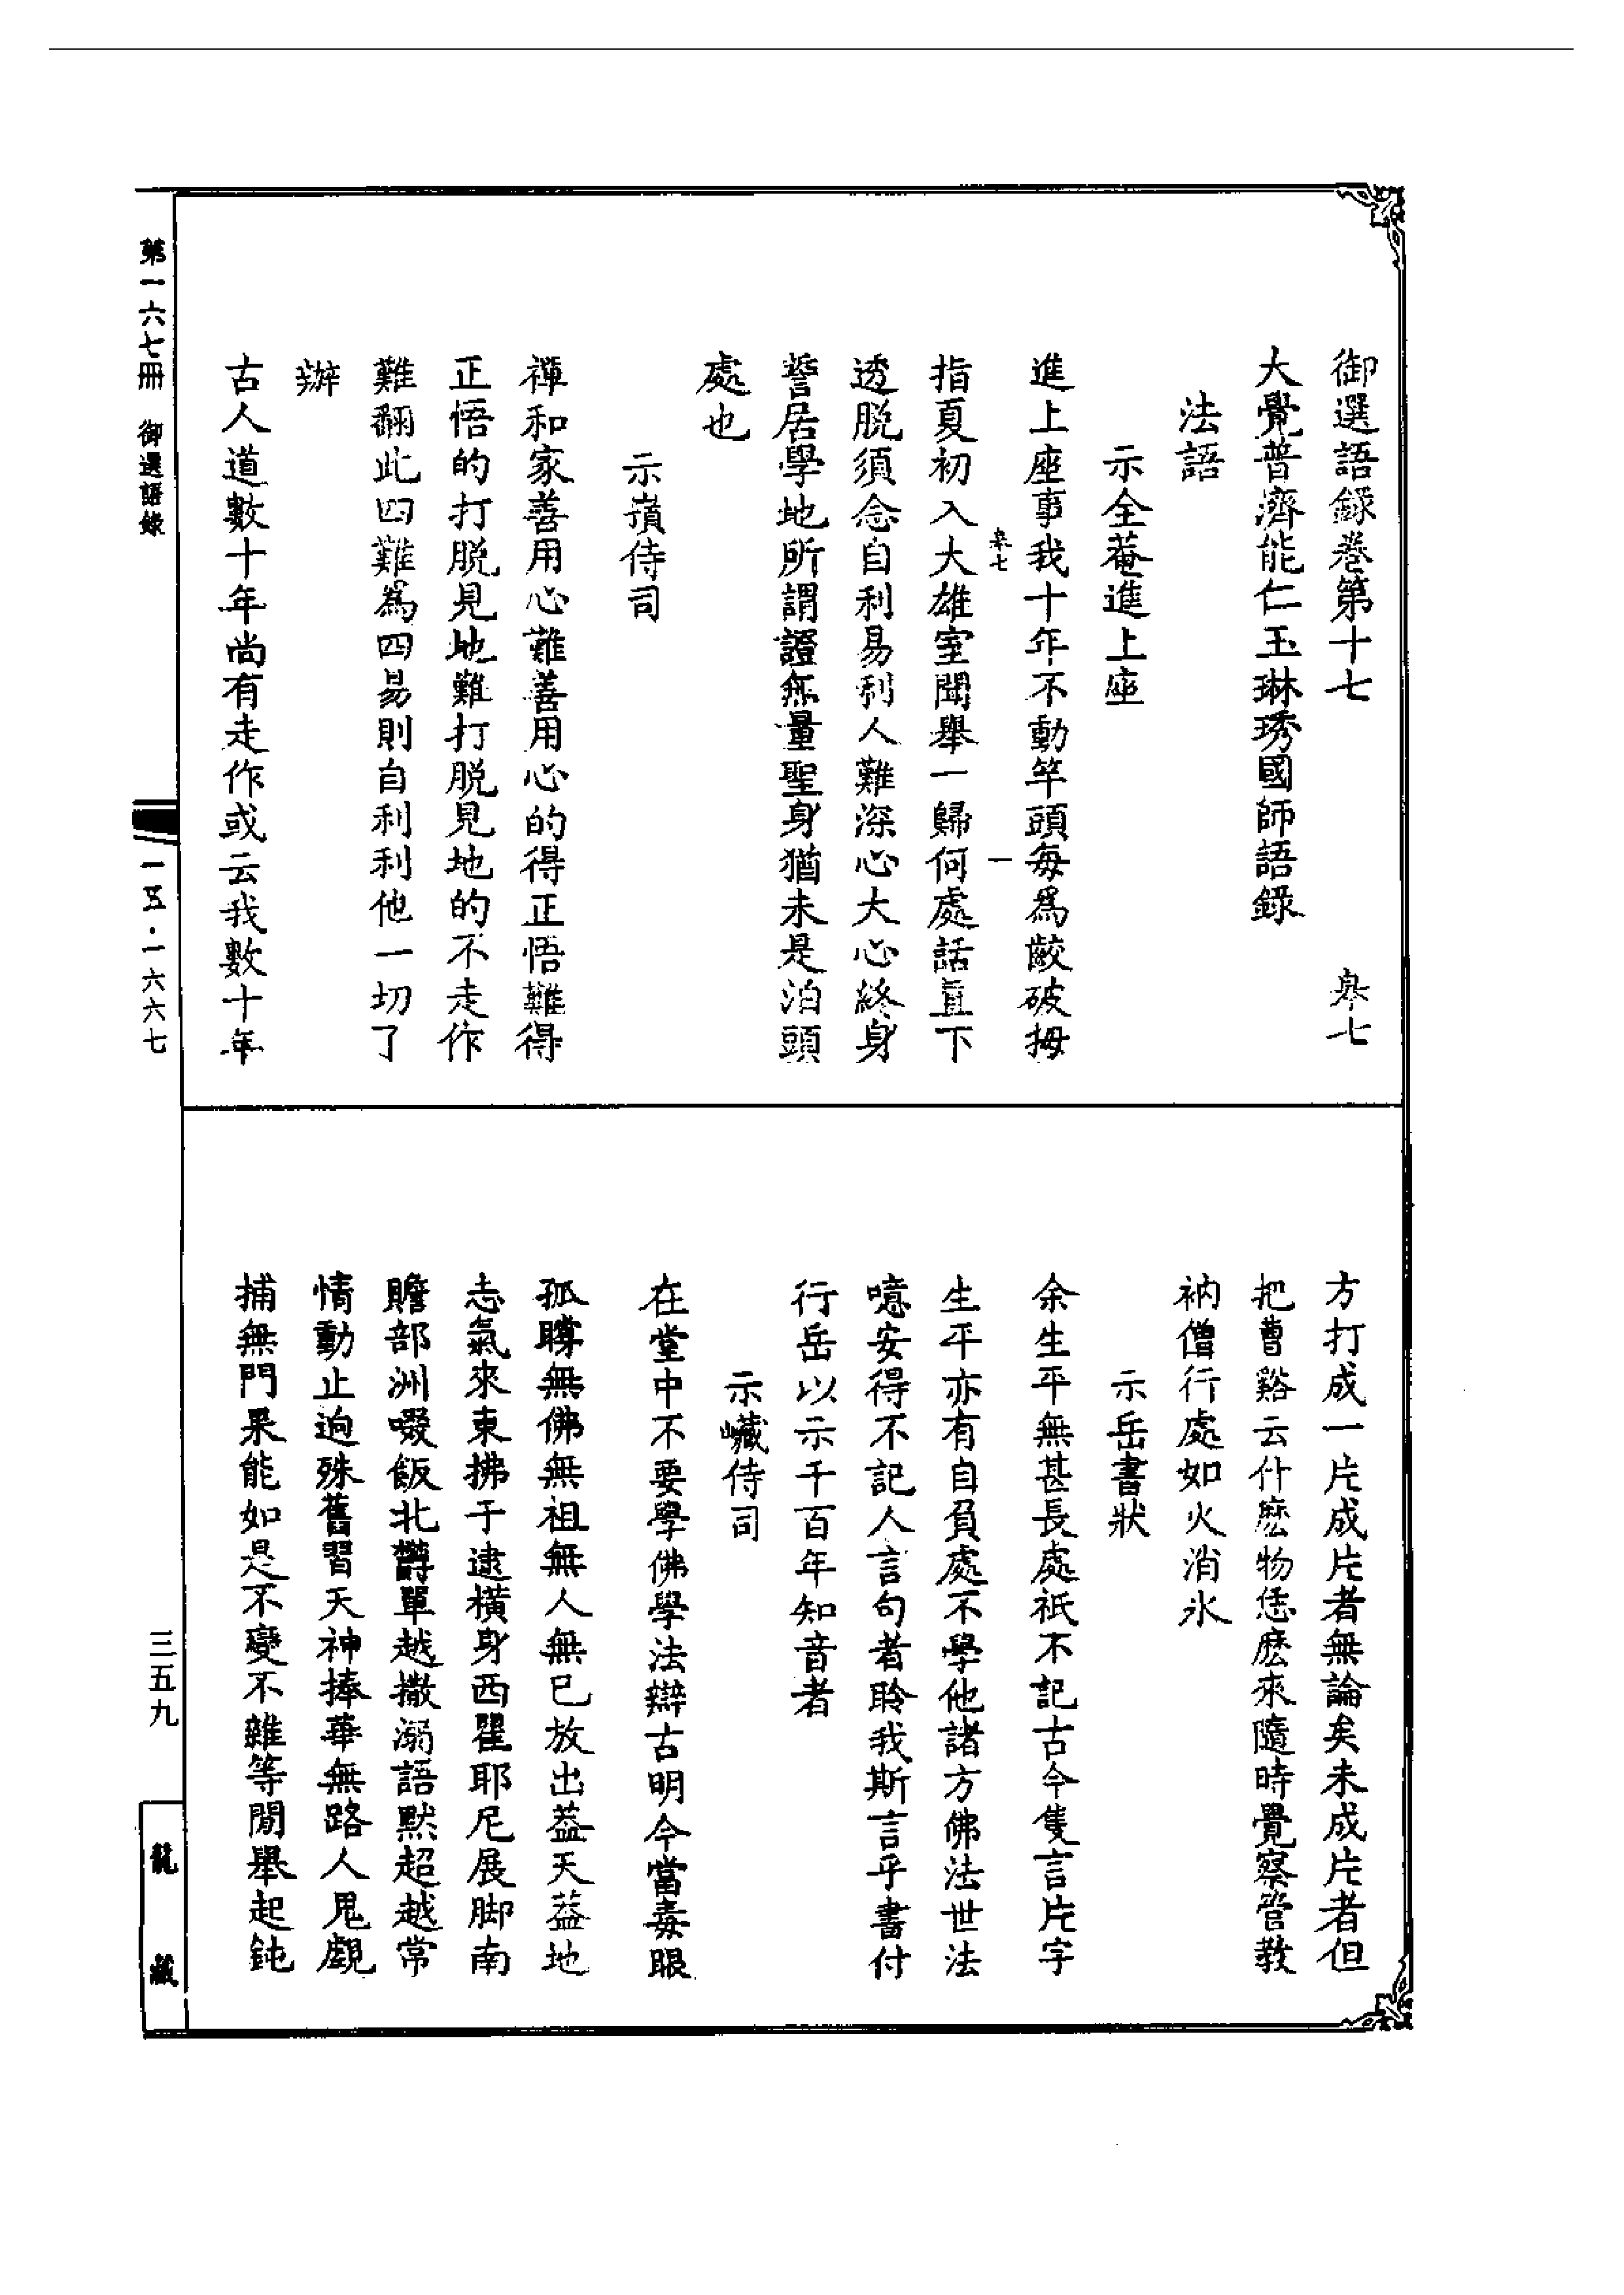 御選語錄卷第十七　　皋七
大覺普濟能仁玉琳琇國師語錄
法語
示全菴進上座
進上座事我十年不動竿頭每爲齩破拇
皋七　一
指夏初入大雄室聞舉一歸何處話直下
透脫須念自利易利人難深心大心終身
誓居學地所謂證無量聖身猶未是泊頭
處也
示嶺侍司
禪和家善用心難善用心的得正悟難得
正悟的打脫見地難打脫見地的不走作
難翻此四難爲四易則自利利他一切了
辦
古人道數十年尚有走作或云我數十年
方打成一片成片者無論矣未成片者但
把曹谿云什麽物恁麽來隨時覺察管教
衲僧行處如火消氷
示岳書狀
余生平無甚長處祇不記古今隻言片字
生平亦有自負處不學他諸方佛法世法
噫安得不記人言句者聆我斯言乎書付
行岳以示千百年知音者
示巇侍司
在堂中不要學佛學法辯古明今當毒眼
孤矃無佛無祖無人無已放出蓋天蓋地
志氣來東拂于逮橫身西瞿耶尼展脚南
贍部洲啜飯北鬱單越撒溺語默超越常
情動止逈殊舊習天神捧華無路人鬼覷
捕無門果能如是不變不雜等閒舉起鈍
第一六七冊　御選語錄
一五·一六六七
三五九
龍藏